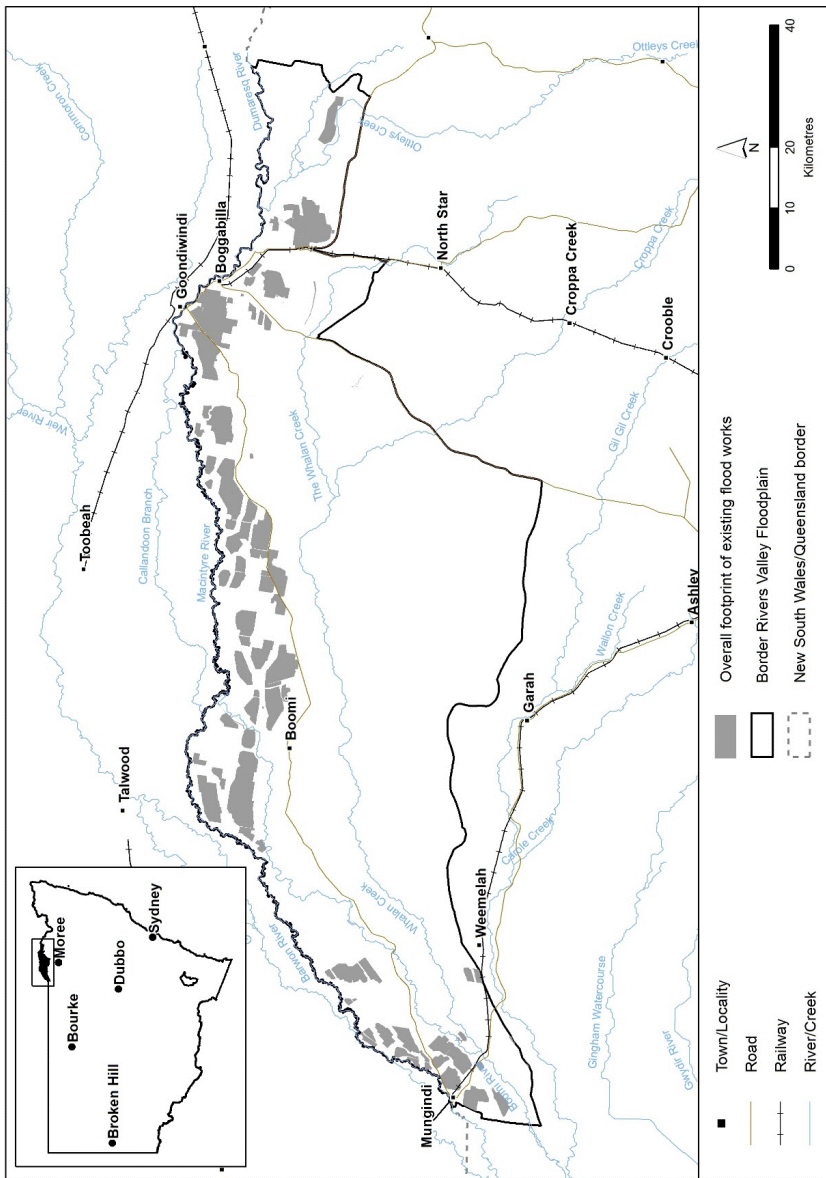 Broken Hill
Bourke
Dubbo
Moree
Sydney
Talwood
Toobeah
Goondiwindi
Boggabilla
Boomi
Mungindi
Weemelah
Garah
Ashley
North Star
Croppa Creek
Crooble
Commoron Creek
Weir River
Callandoon Branch
Macintyre River
Dumaresq River
Ottleys Creek
Ottleys Creek
The Whalan Creek
Whalan Creek
Barwon River
Boomi River
Croppa Creek
Gil Gil Creek
Wallon Creek
Carole Creek
Gingham Watercourse
Gwydir River
Town/Locality
Road
Railway
River/Creek
Overall footprint of existing flood works
Border Rivers Valley Floodplain
New South Wales/Queensland border
N
0 10 20 40
Kilometres